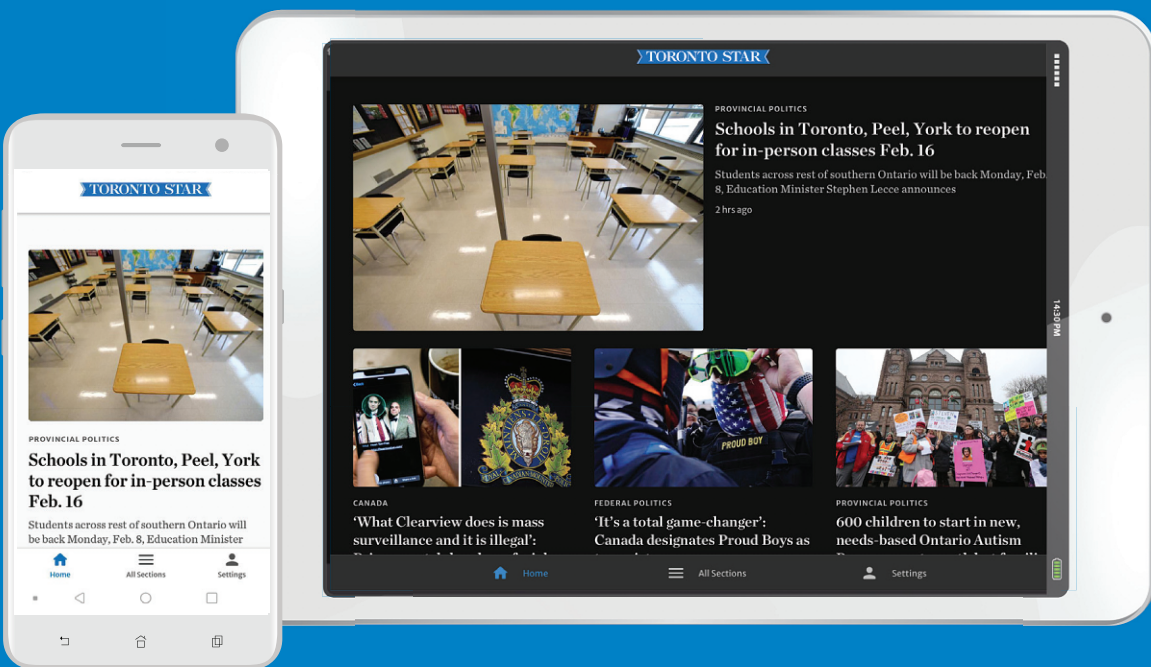 TORONTO STAR
PROVINCIAL POLITICS
Schools in Toronto, Peel, York
to reopen for in-person classes
Feb. 16
Students across rest of southern Ontario will
be back Monday, Feb. 8, Education Minister
Home
All Sections
Settings
TORONTO STAR
PROVINCIAL POLITICS
Schools in Toronto, Peel, York to reopen
for in-person classes Feb. 16
Students across rest of southern Ontario will be back Monday, Feb.
8, Education Minister Stephen Lecce announces
2 hrs ago
14:30 PM
PROUD BOY
CANADA
‘What Clearview does is mass
surveillance and it is illegal’:
FEDERAL POLITICS
‘It’s a total game-changer’:
Canada designates Proud Boys as
PROVINCIAL POLITICS
600 children to start in new,
needs-based Ontario Autism
Home
All Sections
Settings